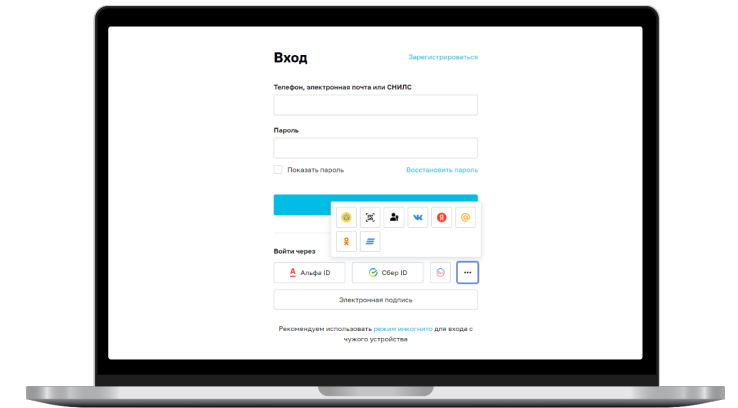 Вход
Зарегистрироваться
Телефон, электронная почта или СНИЛС
Пароль
Показать пароль
Восстановить пароль
Войти через
Альфа ID
Сбер ID
Электронная подпись
Рекомендуем использовать режим инкогнито для входа с
чужого устройства